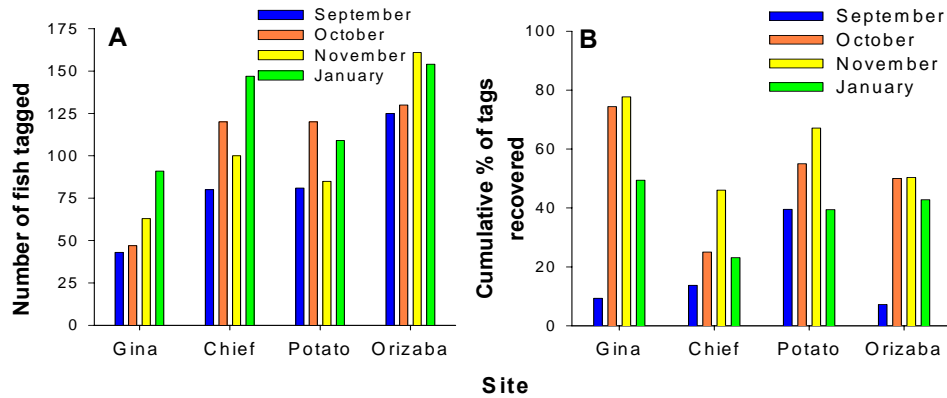 A
September
October
November
January
Number of fish tagged
175
150
125
100
75
50
25
0
Gina Chief Potato Orizaba
B
September
October
November
January
Cumulative % of tags
recovered
100
80
60
40
20
0
Gina Chief Potato Orizaba
Site